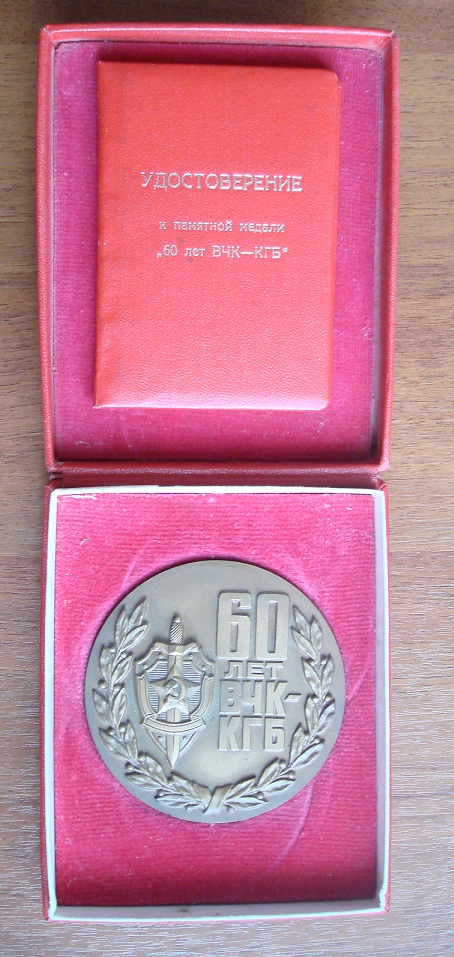 УДОСТОВЕРЕНИЕ
к памятной медали
„60 лет ВЧК—КГБ“
60
ЛЕТ
ВЧК-
КГБ